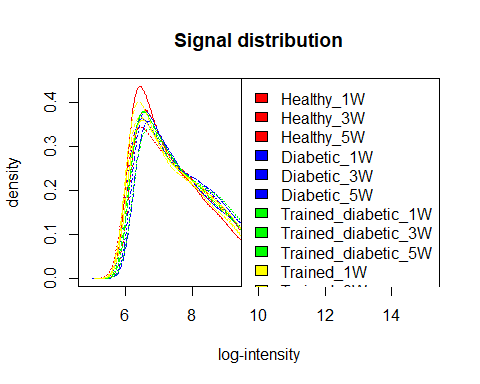 Signal distribution
density
0.0
0.1
0.2
0.3
0.4
Healthy_1W
Healthy_3W
Healthy_5W
Diabetic_1W
Diabetic_3W
Diabetic_5W
Trained_diabetic_1W
Trained_diabetic_3W
Trained_diabetic_5W
Trained_1W
6 8 10 12 14
log-intensity